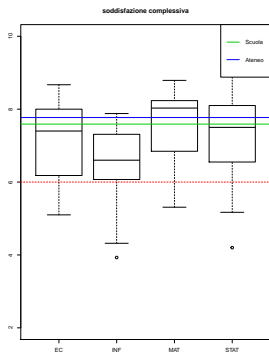 soddisfazione complessiva
Scuola
Ateneo
10
8
6
4
2
EC
INF
MAT
STAT